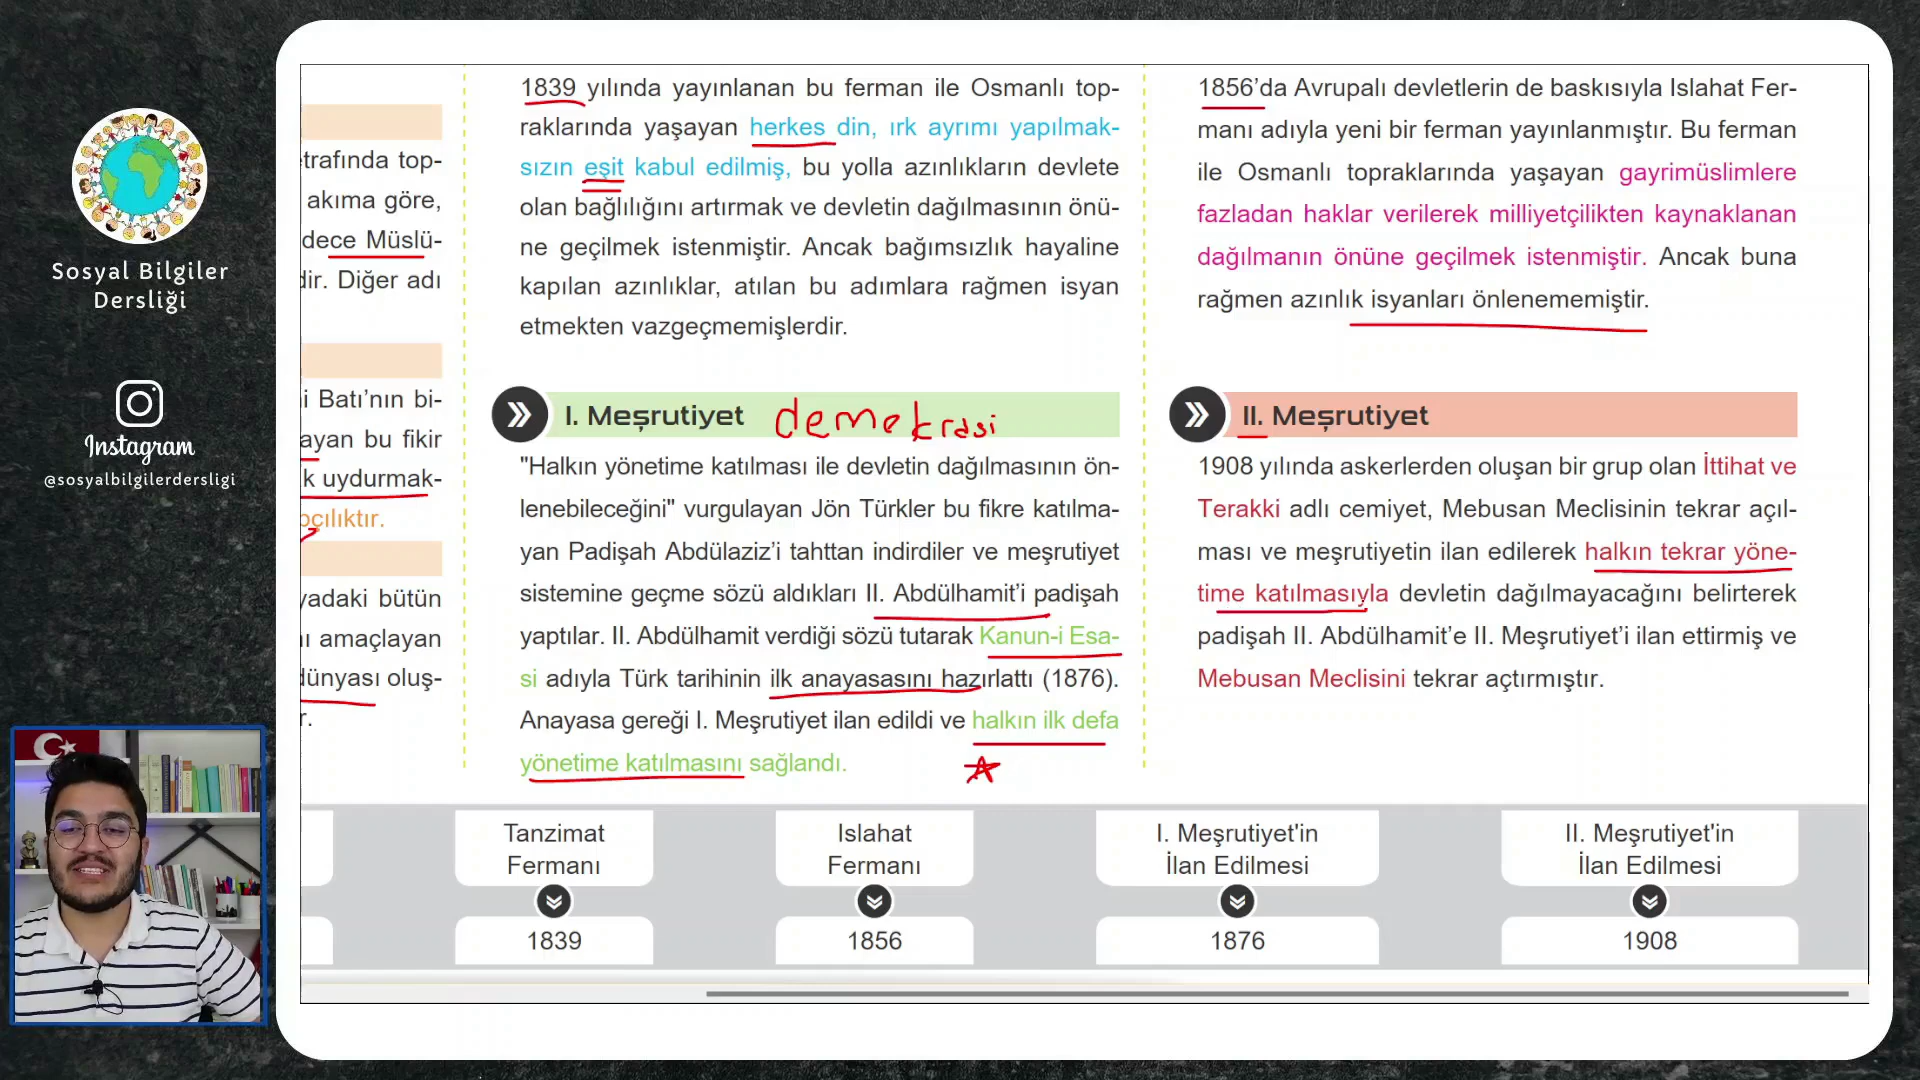 Sosyal Bilgiler
Dersliği
Instagram
@sosyalbilgilerdersligi
etrafında top-
akıma göre,
dece Müslü-
dir. Diğer adı
i Batı’nın bi-
ayan bu fikir
k uydurmak-
pçılıktır.
yadaki bütün
nı amaçlayan
dünyası oluş-
r.
1839 yılında yayınlanan bu ferman ile Osmanlı top-
raklarında yaşayan herkes din, ırk ayrımı yapılmak-
sızın eşit kabul edilmiş, bu yolla azınlıkların devlete
olan bağlılığını artırmak ve devletin dağılmasının önü-
ne geçilmek istenmiştir. Ancak bağımsızlık hayaline
kapılan azınlıklar, atılan bu adımlara rağmen isyan
etmekten vazgeçmemişlerdir.
I. Meşrutiyet demekrasi
"Halkın yönetime katılması ile devletin dağılmasının ön-
lenebileceğini" vurgulayan Jön Türkler bu fikre katılma-
yan Padişah Abdülaziz’i tahttan indirdiler ve meşrutiyet
sistemine geçme sözü aldıkları II. Abdülhamit’i padişah
yaptılar. II. Abdülhamit verdiği sözü tutarak Kanun-i Esa-
si adıyla Türk tarihinin ilk anayasasını hazırlattı (1876).
Anayasa gereği I. Meşrutiyet ilan edildi ve halkın ilk defa
yönetime katılmasını sağlandı.
1856’da Avrupalı devletlerin de baskısıyla Islahat Fer-
manı adıyla yeni bir ferman yayınlanmıştır. Bu ferman
ile Osmanlı topraklarında yaşayan gayrimüslimlere
fazladan haklar verilerek milliyetçilikten kaynaklanan
dağılmanın önüne geçilmek istenmiştir. Ancak buna
rağmen azınlık isyanları önlenememiştir.
II. Meşrutiyet
1908 yılında askerlerden oluşan bir grup olan İttihat ve
Terakki adlı cemiyet, Mebusan Meclisinin tekrar açıl-
ması ve meşrutiyetin ilan edilerek halkın tekrar yöne-
time katılmasıyla devletin dağılmayacağını belirterek
padişah II. Abdülhamit’e II. Meşrutiyet’i ilan ettirmiş ve
Mebusan Meclisini tekrar açtırmıştır.
Tanzimat
Fermanı
1839
Islahat
Fermanı
1856
I. Meşrutiyet'in
İlan Edilmesi
1876
II. Meşrutiyet'in
İlan Edilmesi
1908